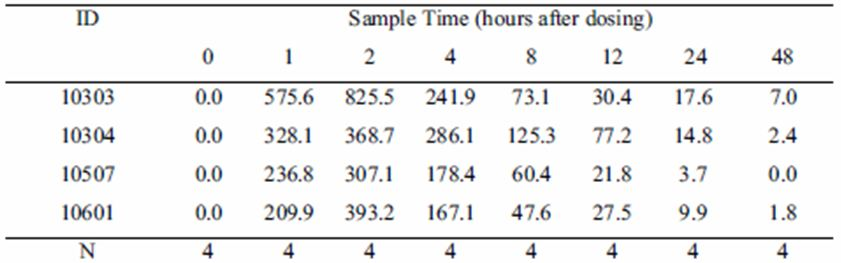 ID Sample Time (hours after dosing)
0 1 2 4 8 12 24 48
10303 0.0 575.6 825.5 241.9 73.1 30.4 17.6 7.0
10304 0.0 328.1 368.7 286.1 125.3 77.2 14.8 2.4
10507 0.0 236.8 307.1 178.4 60.4 21.8 3.7 0.0
10601 0.0 209.9 393.2 167.1 47.6 27.5 9.9 1.8
N 4 4 4 4 4 4 4 4